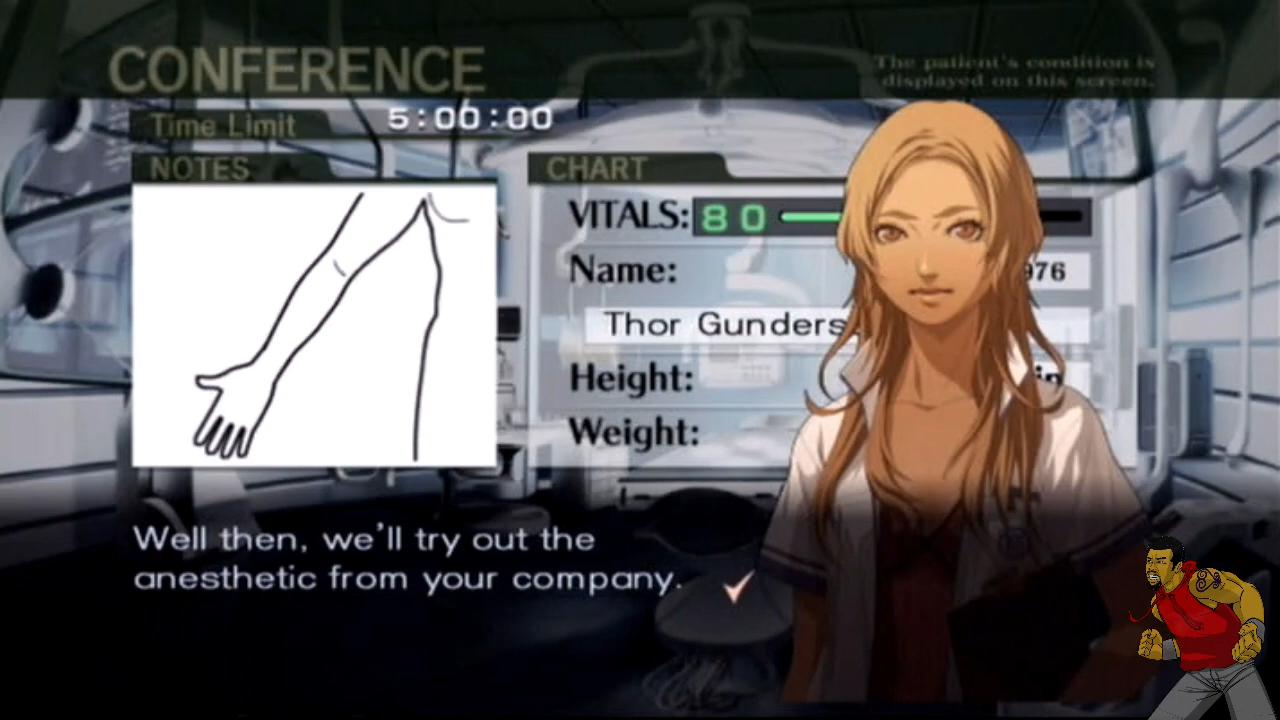 CONFERENCE
The patient's condition is
displayed on this screen.
Time Limit
5:00:00
NOTES
CHART
VITALS: 80
Name:
976
Thor Gunders
Height:
in
Weight:
Well then, we'll try out the
anesthetic from your company.